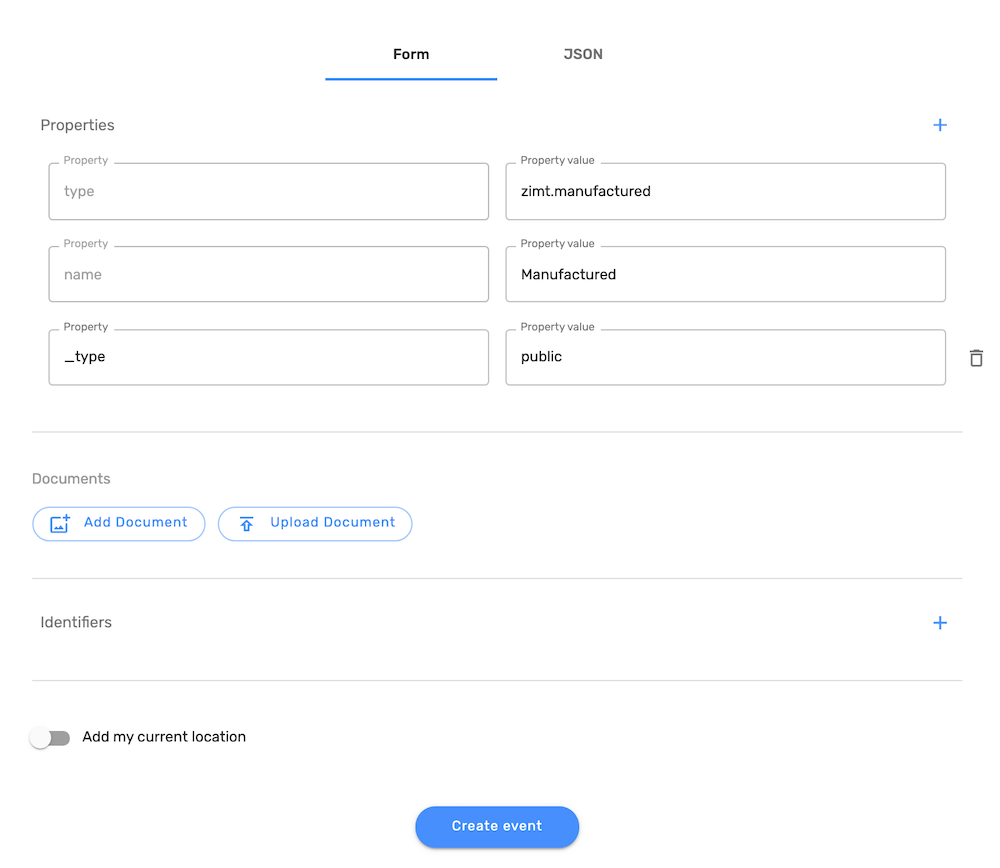 Form JSON
Properties
Property Property value
type zimt.manufactured
Property Property value
name Manufactured
Property Property value
_type public
Documents
Add Document Upload Document
Identifiers
Add my current location
Create event